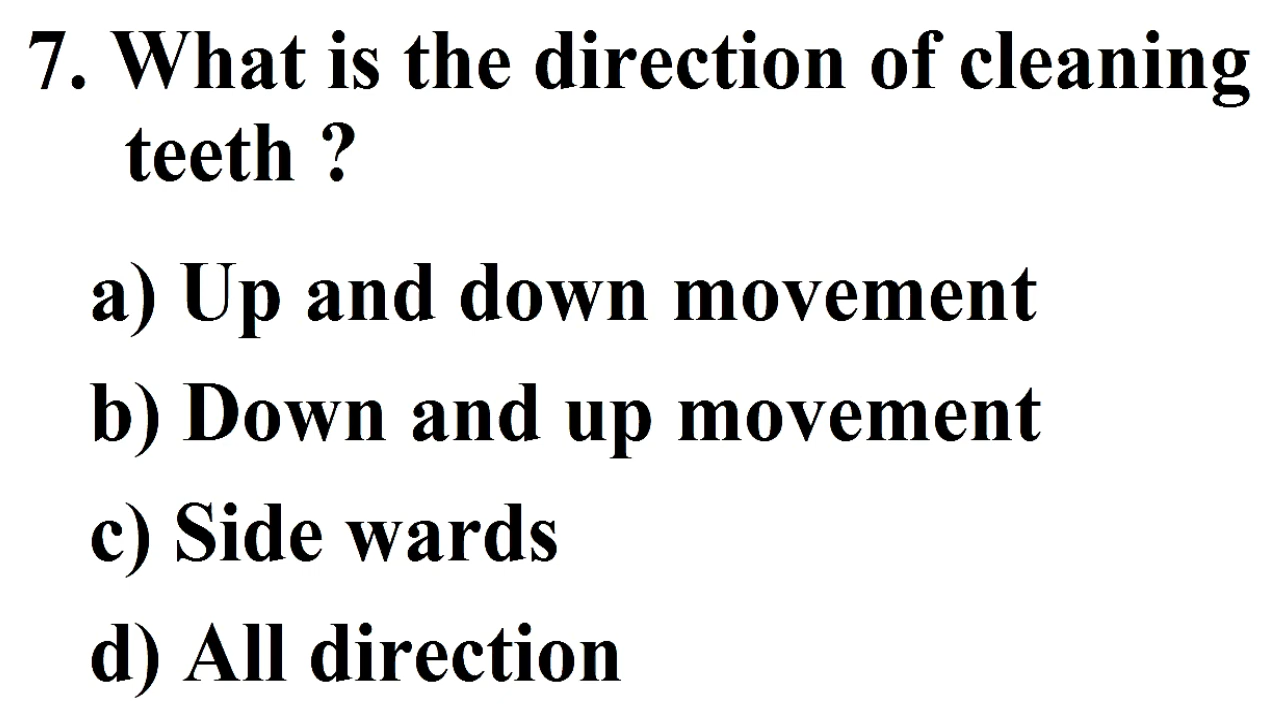 7. What is the direction of cleaning
teeth ?
a) Up and down movement
b) Down and up movement
c) Side wards
d) All direction